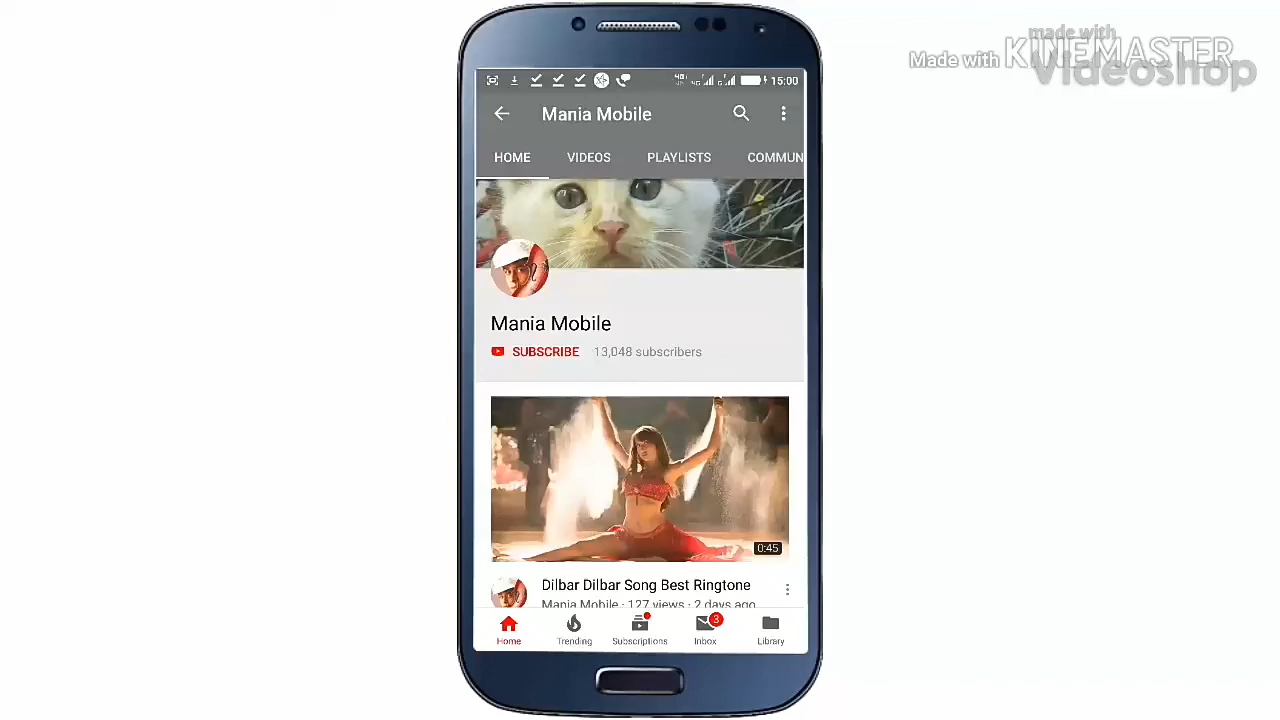 made with
Made with KINEMASTER
Videoshop
15:00
Mania Mobile
HOME VIDEOS PLAYLISTS COMMUN
Mania Mobile
SUBSCRIBE 13,048 subscribers
0:45
Dilbar Dilbar Song Best Ringtone
Mania Mobile · 127 views · 2 days ago
3
Home Trending Subscriptions Inbox Library